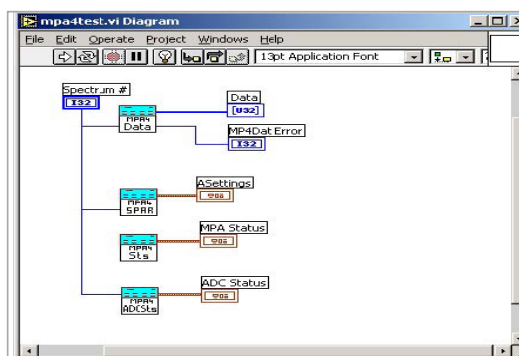 mpa4test.vi Diagram
File Edit Operate Project Windows Help
13pt Application Font
Spectrum #
I32
MPA4
Data
Data
[U32]
MP4Dat Error
I32
MPA4
SPAR
ASettings
MPA4
Sts
MPA Status
MPA4
ADCSts
ADC Status